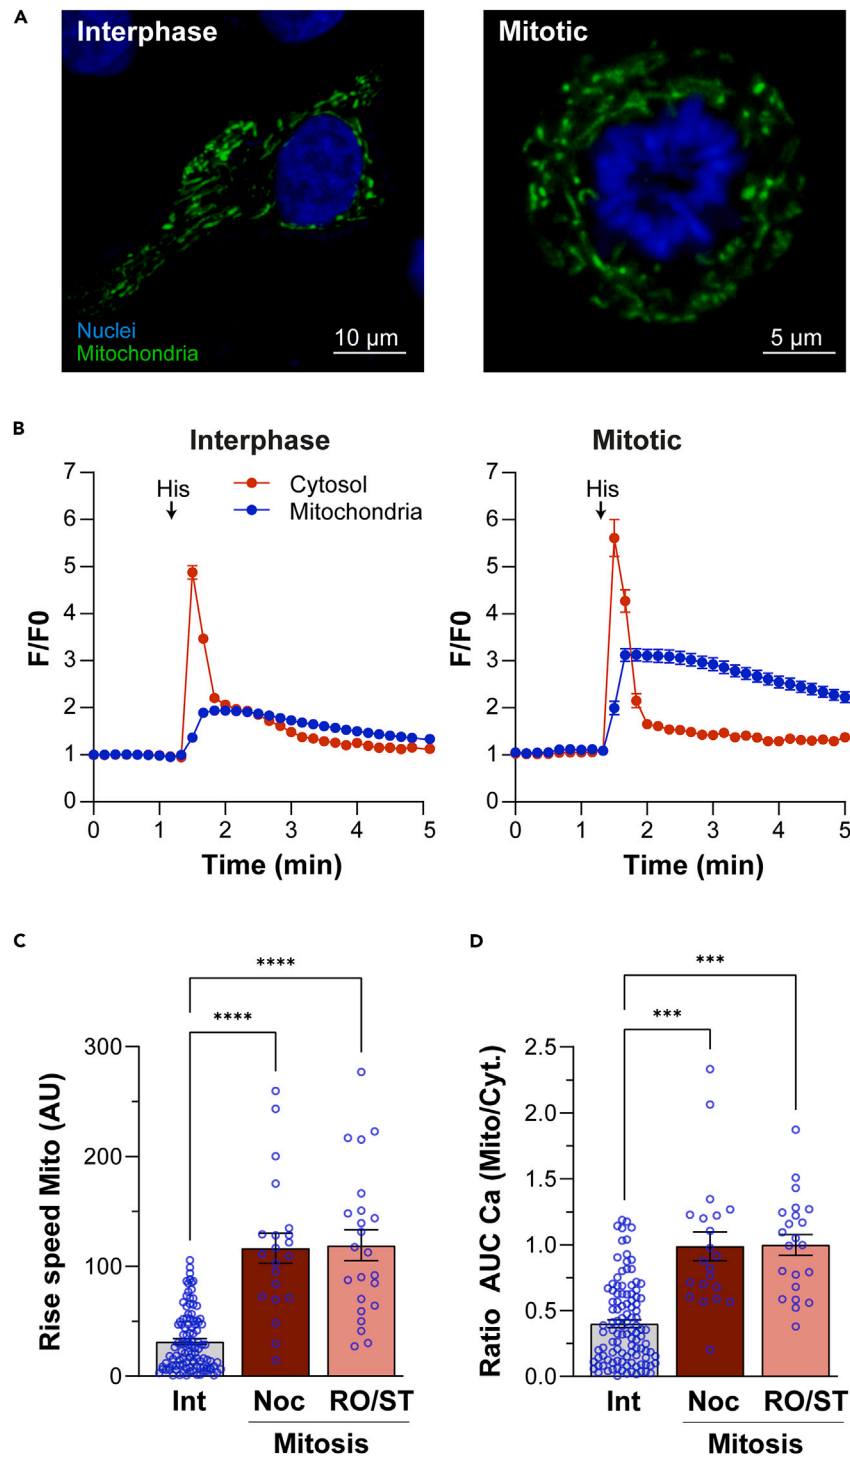 A
Interphase
Mitotic
Nuclei
Mitochondria
10 µm
5 µm
B
Interphase
Mitotic
His
Cytosol
Mitochondria
His
F/F0
7
6
5
4
3
2
1
0
0 1 2 3 4 5
Time (min)
F/F0
7
6
5
4
3
2
1
0
0 1 2 3 4 5
Time (min)
C
****
****
Rise speed Mito (AU)
300
200
100
0
Int Noc RO/ST
Mitosis
D
***
***
Ratio AUC Ca (Mito/Cyt.)
2.5
2.0
1.5
1.0
0.5
0.0
Int Noc RO/ST
Mitosis